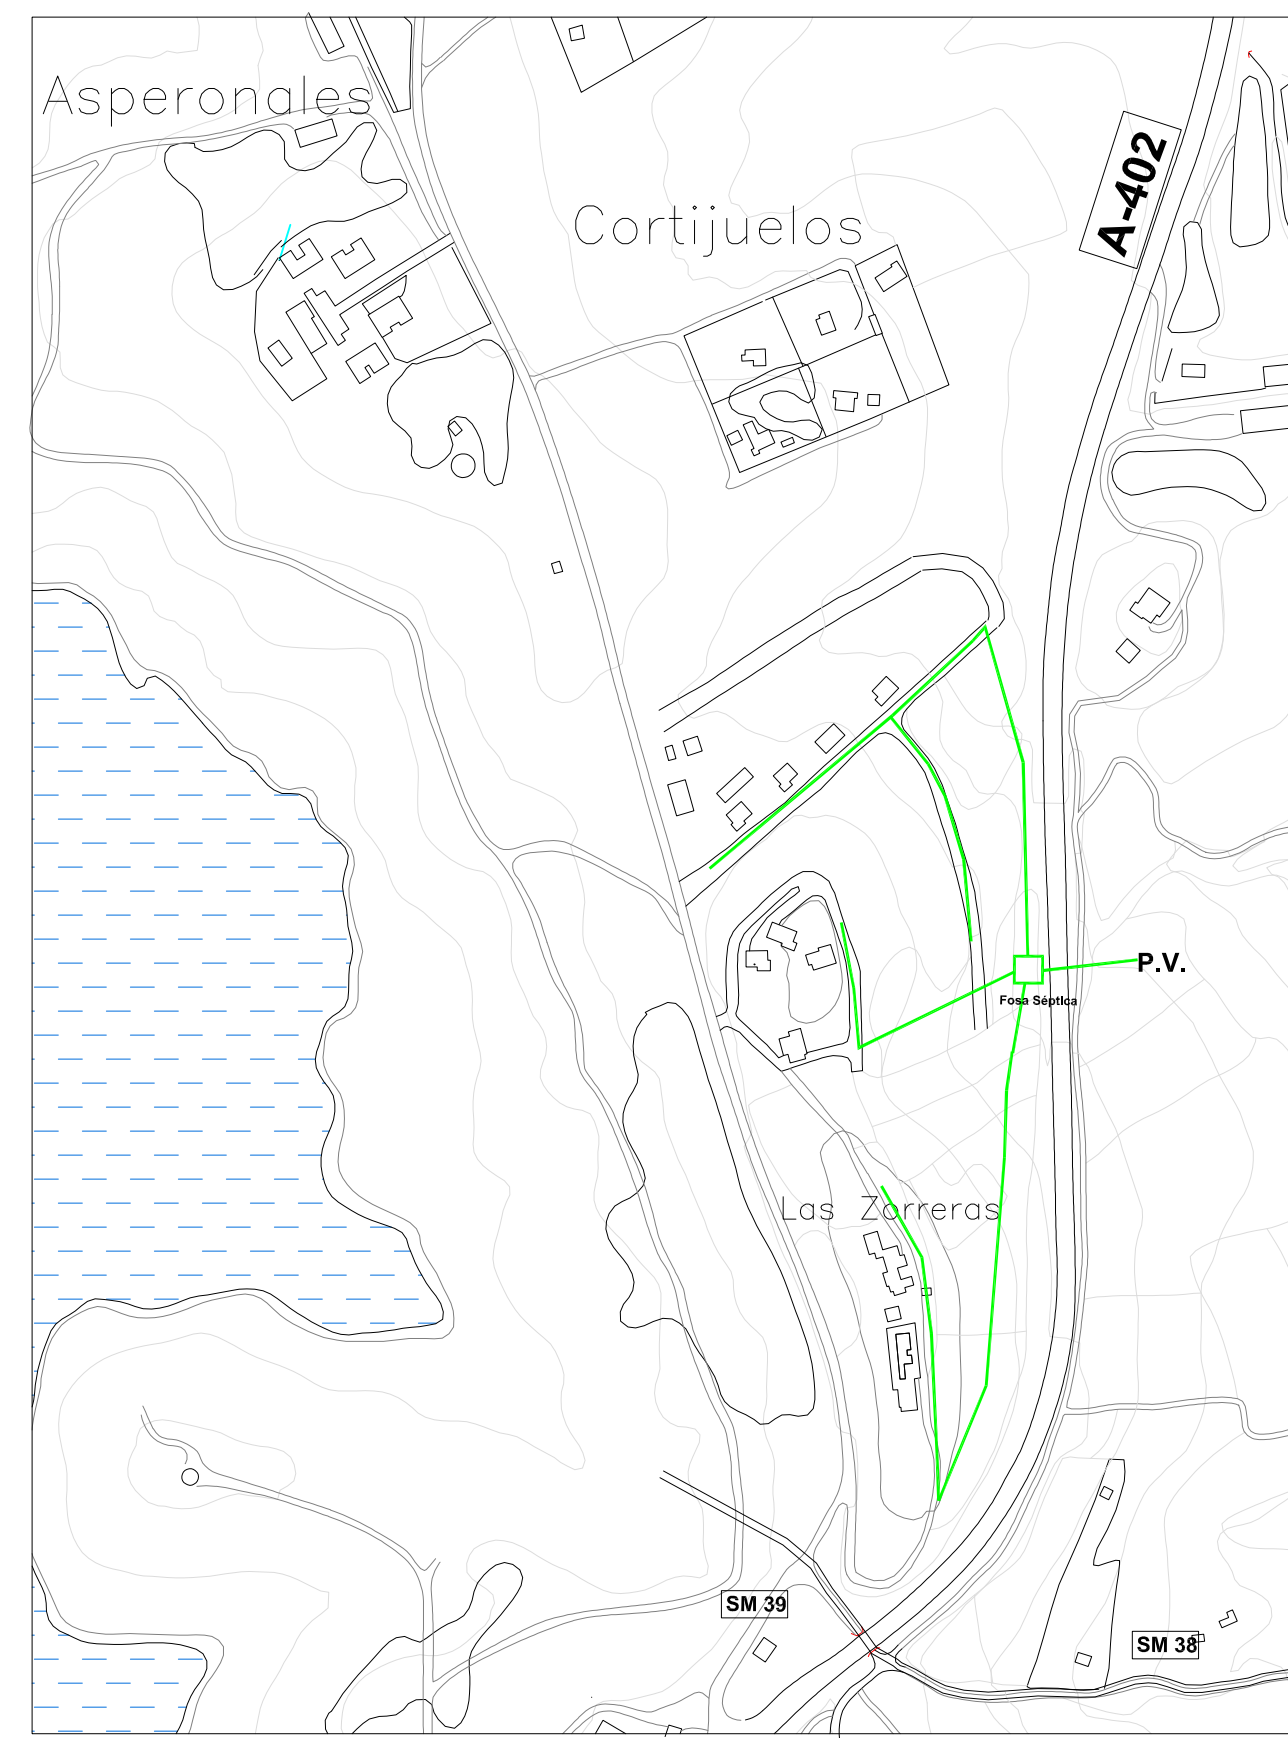 Asperonales
A-402
Cortijuelos
P.V.
Fosa Séptica
Las Zorreras
SM 39
SM 38